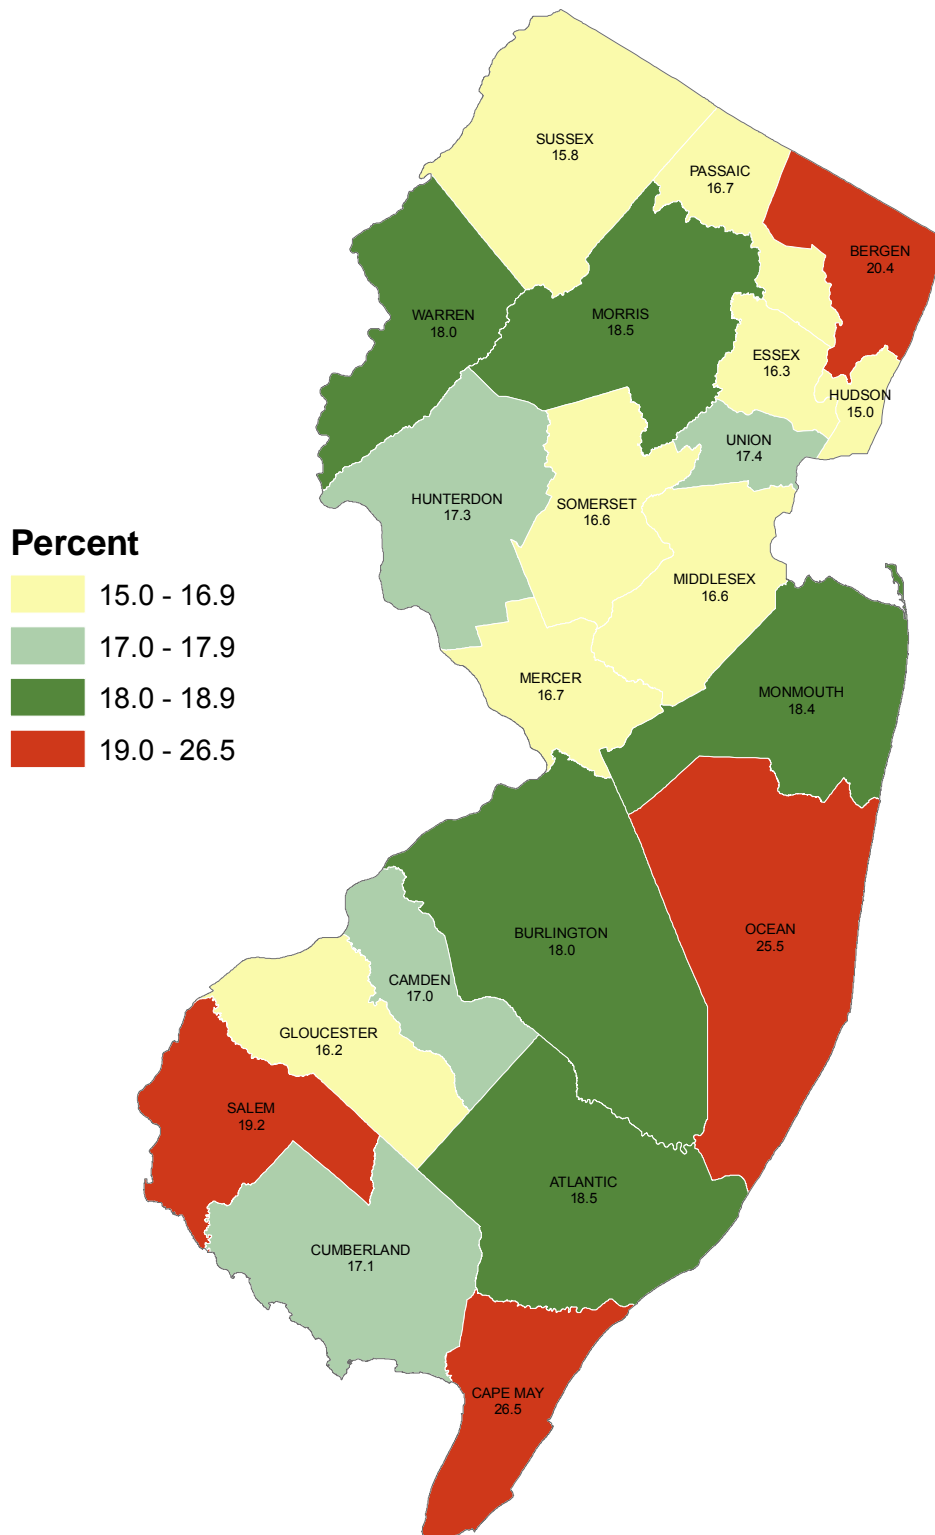 SUSSEX
15.8
PASSAIC
16.7
BERGEN
20.4
WARREN
18.0
MORRIS
18.5
ESSEX
16.3
HUDSON
15.0
UNION
17.4
HUNTERDON
17.3
SOMERSET
16.6
Percent
15.0 - 16.9
17.0 - 17.9
18.0 - 18.9
19.0 - 26.5
MIDDLESEX
16.6
MERCER
16.7
MONMOUTH
18.4
BURLINGTON
18.0
OCEAN
25.5
CAMDEN
17.0
GLOUCESTER
16.2
SALEM
19.2
ATLANTIC
18.5
CUMBERLAND
17.1
CAPE MAY
26.5